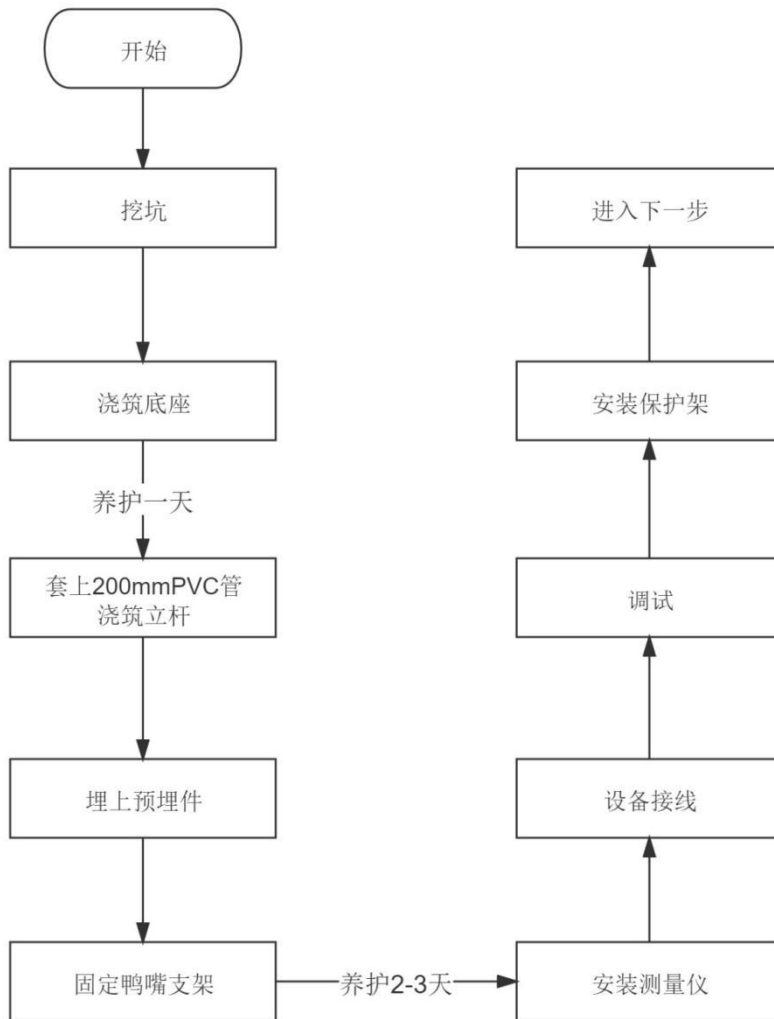 开始
挖坑
浇筑底座
养护一天
套上200mmPVC管
浇筑立杆
埋上预埋件
固定鸭嘴支架
养护2-3天
安装测量仪
设备接线
调试
安装保护架
进入下一步